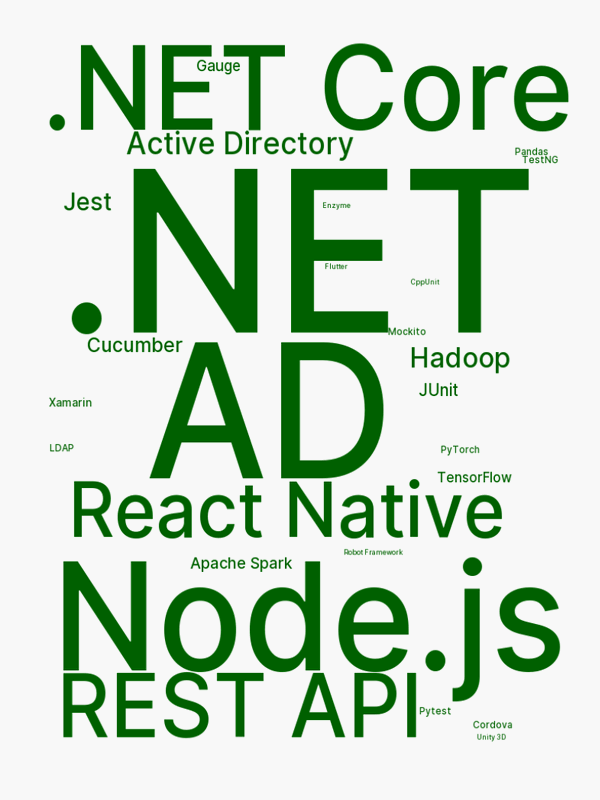 .NET Core
Gauge
Active Directory
Pandas
TestNG
.NET
Jest
Enzyme
Flutter
CppUnit
Mockito
Cucumber
AD
Hadoop
JUnit
Xamarin
LDAP
PyTorch
TensorFlow
React Native
Robot Framework
Apache Spark
Node.js
REST API
Pytest
Cordova
Unity 3D